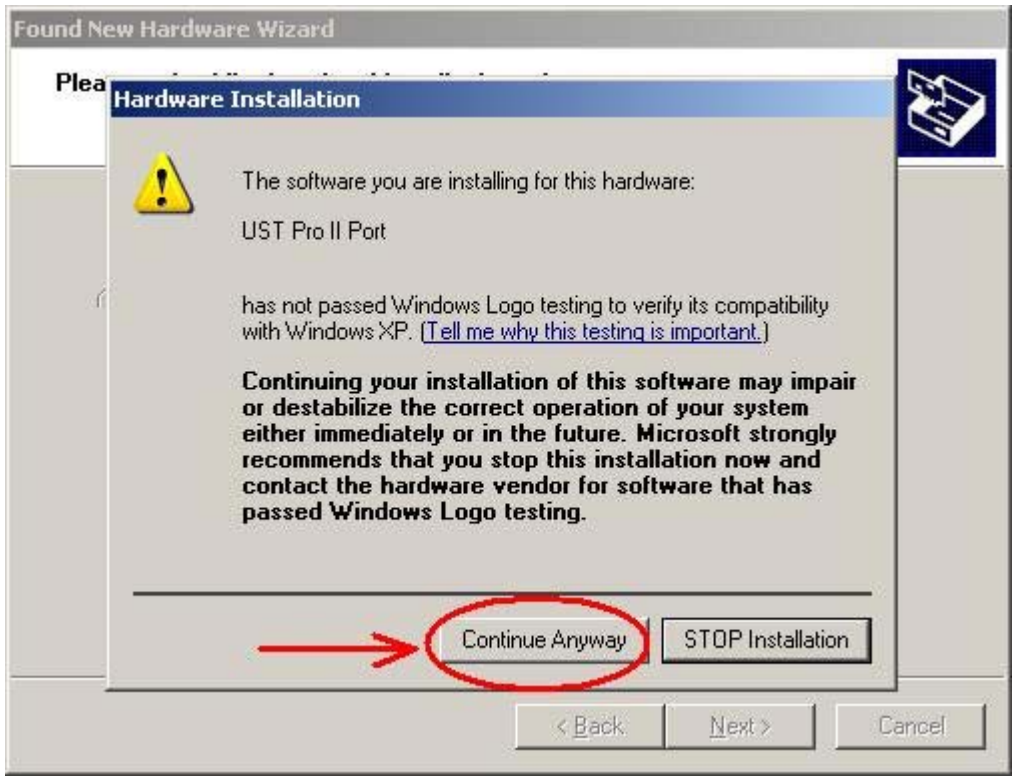 Found New Hardware Wizard
Plea
Hardware Installation
The software you are installing for this hardware:
UST Pro II Port
has not passed Windows Logo testing to verify its compatibility
with Windows XP. (Tell me why this testing is important.)
Continuing your installation of this software may impair
or destabilize the correct operation of your system
either immediately or in the future. Microsoft strongly
recommends that you stop this installation now and
contact the hardware vendor for software that has
passed Windows Logo testing.
Continue Anyway
STOP Installation
< Back
Next >
Cancel